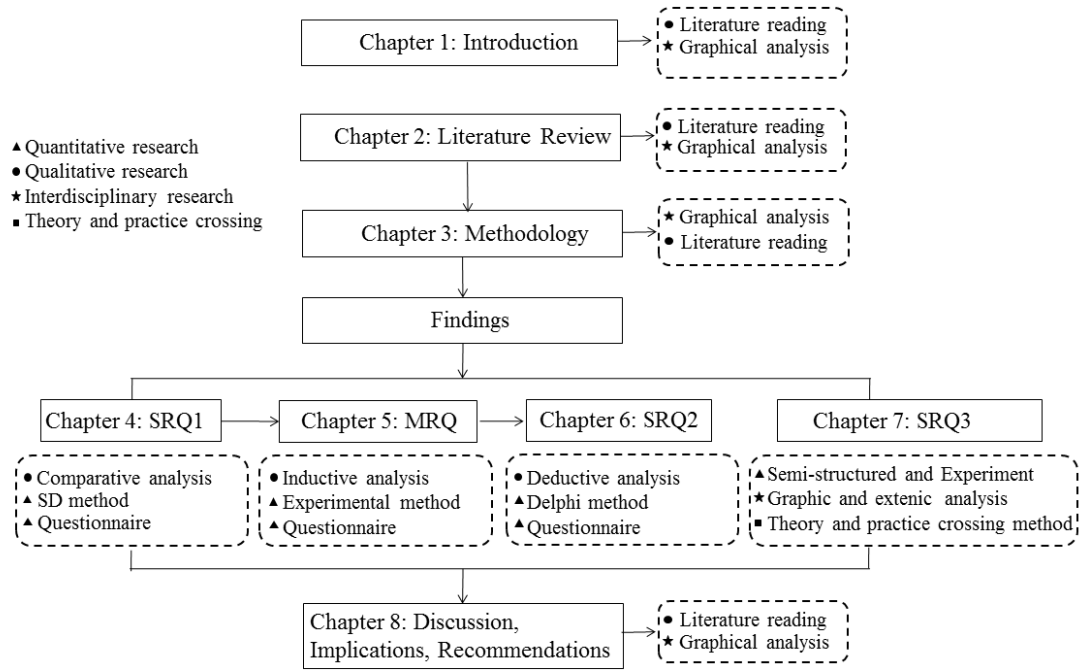 Chapter 1: Introduction
● Literature reading
★ Graphical analysis
Chapter 2: Literature Review
● Literature reading
★ Graphical analysis
▲ Quantitative research
● Qualitative research
★ Interdisciplinary research
■ Theory and practice crossing
Chapter 3: Methodology
★ Graphical analysis
● Literature reading
Findings
Chapter 4: SRQ1
Chapter 5: MRQ
Chapter 6: SRQ2
Chapter 7: SRQ3
● Comparative analysis
▲ SD method
▲ Questionnaire
● Inductive analysis
▲ Experimental method
▲ Questionnaire
● Deductive analysis
▲ Delphi method
▲ Questionnaire
▲ Semi-structured and Experiment
★ Graphic and extenic analysis
■ Theory and practice crossing method
Chapter 8: Discussion,
Implications, Recommendations
● Literature reading
★ Graphical analysis